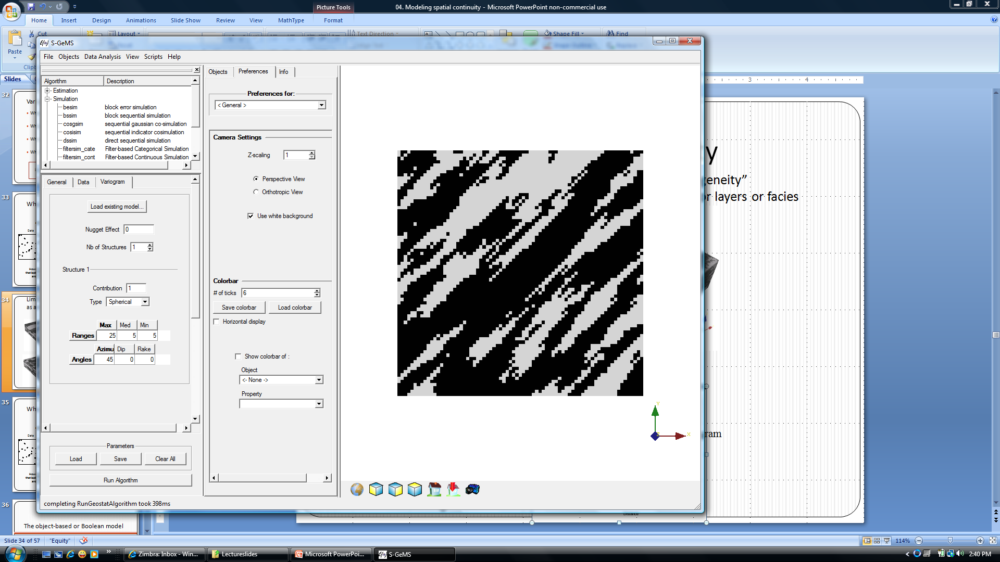 Picture Tools
04. Modeling spatial continuity - Microsoft PowerPoint non-commercial use
Home Insert Design Animations Slide Show Review View MathType Format
Cut Layout Text Direction Shape Fill Find
Paste
Slides
S-GeMS
File Objects Data Analysis View Scripts Help
Algorithm Description
Estimation
Simulation
besim block error simulation
bssim block sequential simulation
cosgsim sequential gaussian co-simulation
cosisim sequential indicator cosimulation
dssim direct sequential simulation
filtersim_cate Filter-based Categorical Simulation
filtersim_cont Filter-based Continuous Simulation
General Data Variogram
Load existing model...
Nugget Effect 0
Nb of Structures 1
Structure 1
Contribution 1
Type Spherical
Max Med Min
Ranges 25 5 5
Azimu Dip Rake
Angles 45 0 0
Parameters
Load Save Clear All
Run Algorithm
completing RunGeostatAlgorithm took 398ms
Objects Preferences Info
Preferences for:
< General >
Camera Settings
Z-scaling 1
Perspective View
Orthotropic View
Use white background
Colorbar
# of ticks 6
Save colorbar Load colorbar
Horizontal display
Show colorbar of :
Object
<- None ->
Property
Y
X
3 4
y
geneity”
or layers or facies
ram
Distance
32
Var
33
Wh
Data
34
Lim
as a
35
Wh
Data
36
The object-based or Boolean model
Slide 34 of 57 "Equity" 114%
Zimbra: Inbox - Win... Lectureslides Microsoft PowerPoi... S-GeMS 2:40 PM